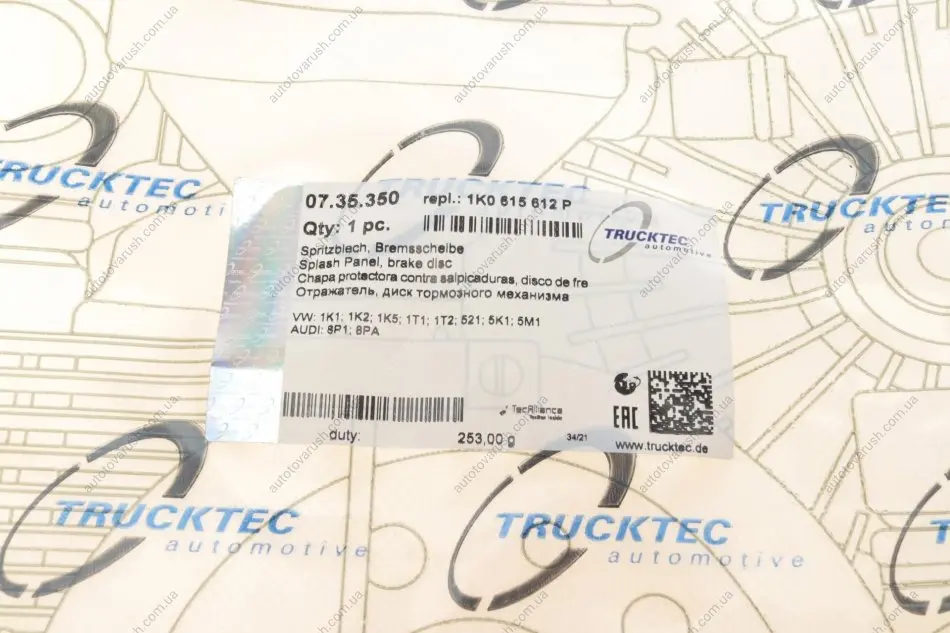 07.35.350 repl.: 1K0 615 612 P
Qty: 1 pc.
TRUCKTEC
automotive
Spritzblech, Bremsscheibe
Splash Panel, brake disc
Chapa protectora contra salpicaduras, disco de fre
Отражатель, диск тормозного механизма
VW: 1K1; 1K2; 1K5; 1T1; 1T2; 521; 5K1; 5M1
AUDI: 8P1; 8PA
TecAlliance
EAC
duty: 253,00 g 34/21
www.trucktec.de
TRUCKTEC
automoti
TRUCKTEC
TRUCKTEC
automotive
TRUCKTEC
automotive
TRUCKTEC
automotive
autotovarush.com.ua